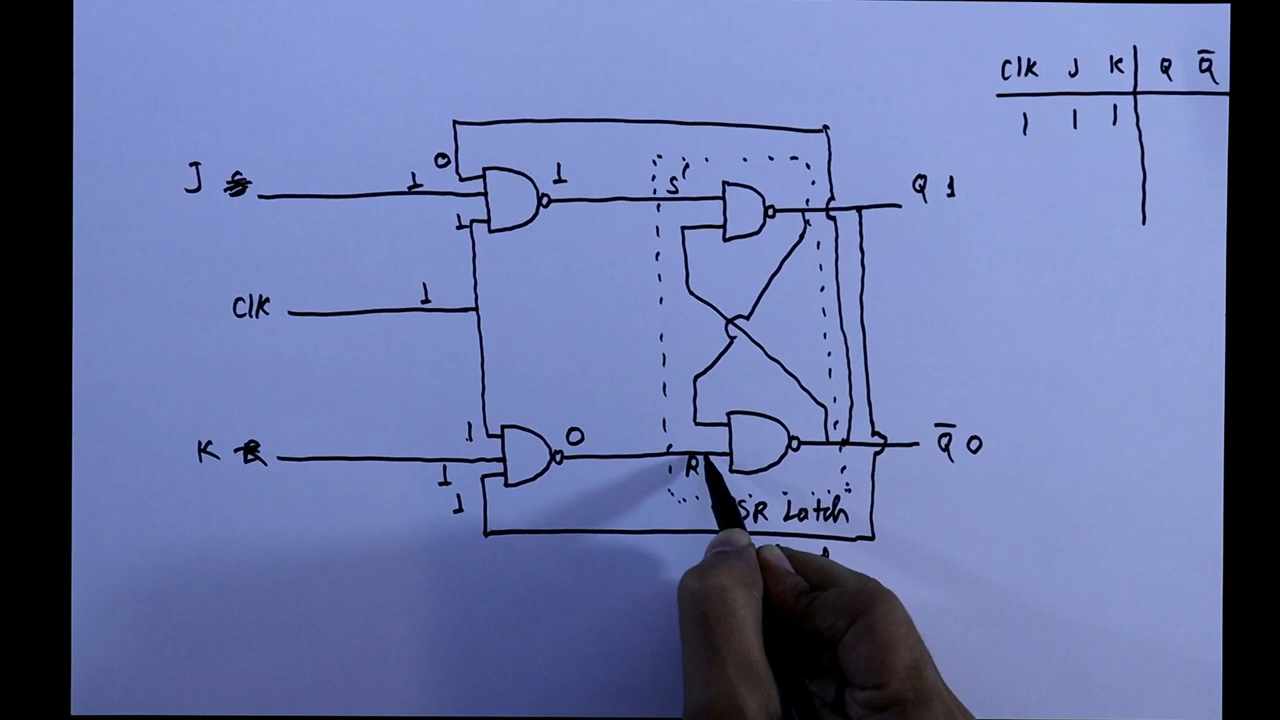 Clk J K Q Q̅
1 1 1
0
1
J 1 S' Q 1
1
Clk 1
1 0
K R Q̅ 0
1
1
SR Latch